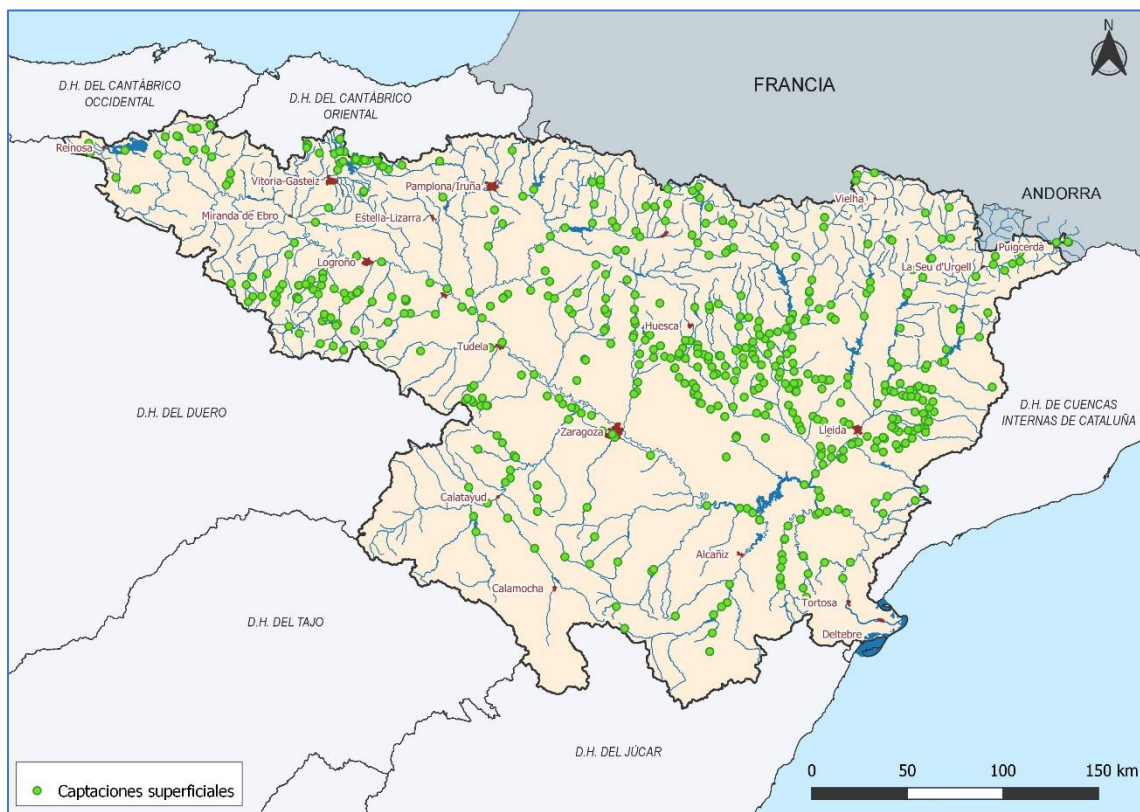 N
FRANCIA
D.H. DEL CANTÁBRICO
OCCIDENTAL
D.H. DEL CANTÁBRICO
ORIENTAL
Reinosa
Vitoria-Gasteiz
Pamplona/Iruña
Vielha
ANDORRA
Miranda de Ebro
Estella-Lizarra
Puigcerdà
Logroño
La Seu d'Urgell
Huesca
Tudela
D.H. DEL DUERO
D.H. DE CUENCAS
INTERNAS DE CATALUÑA
Zaragoza
Lleida
Calatayud
Alcañiz
Calamocha
Tortosa
D.H. DEL TAJO
Deltebre
D.H. DEL JÚCAR
Captaciones superficiales
0 50 100 150 km